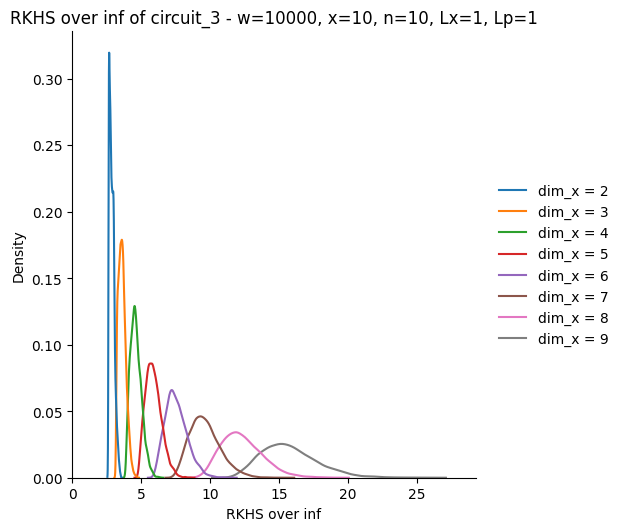 RKHS over inf of circuit_3 - w=10000, x=10, n=10, Lx=1, Lp=1
0.30
0.25
0.20
0.15
0.10
0.05
0.00
Density
0 5 10 15 20 25
RKHS over inf
dim_x = 2
dim_x = 3
dim_x = 4
dim_x = 5
dim_x = 6
dim_x = 7
dim_x = 8
dim_x = 9